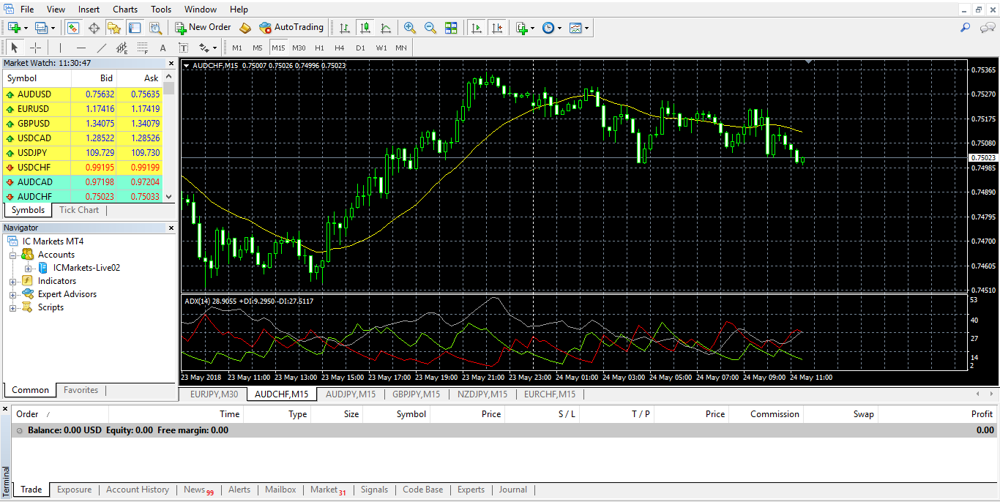 File View Insert Charts Tools Window Help
New Order AutoTrading
A T M1 M5 M15 M30 H1 H4 D1 W1 MN
Market Watch: 11:30:47
Symbol Bid Ask
AUDUSD 0.75632 0.75635
EURUSD 1.17416 1.17419
GBPUSD 1.34075 1.34079
USDCAD 1.28522 1.28526
USDJPY 109.729 109.730
USDCHF 0.99195 0.99199
AUDCAD 0.97198 0.97204
AUDCHF 0.75023 0.75033
Symbols Tick Chart
Navigator
IC Markets MT4
Accounts
ICMarkets-Live02
Indicators
Expert Advisors
Scripts
Common Favorites
AUDCHF,M15 0.75007 0.75026 0.74996 0.75023
0.75365
0.75270
0.75175
0.75080
0.75023
0.74985
0.74890
0.74795
0.74700
0.74605
0.74510
ADX(14) 28.9055 +DI:9.2950 -DI:27.5117
53
40
27
14
2
23 May 2018 23 May 11:00 23 May 13:00 23 May 15:00 23 May 17:00 23 May 19:00 23 May 21:00 23 May 23:00 24 May 01:00 24 May 03:00 24 May 05:00 24 May 07:00 24 May 09:00 24 May 11:00
EURJPY,M30 AUDCHF,M15 AUDJPY,M15 GBPJPY,M15 NZDJPY,M15 EURCHF,M15
Order / Time Type Size Symbol Price S / L T / P Price Commission Swap Profit
Balance: 0.00 USD Equity: 0.00 Free margin: 0.00 0.00
Terminal
Trade Exposure Account History News 99 Alerts Mailbox Market 31 Signals Code Base Experts Journal